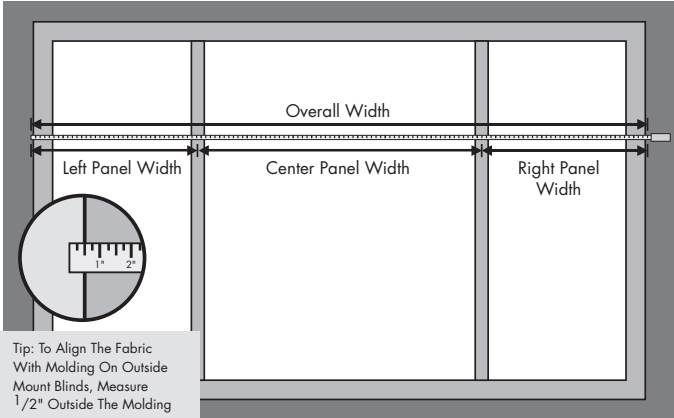 Overall Width
Left Panel Width
Center Panel Width
Right Panel
Width
1"
2"
Tip: To Align The Fabric
With Molding On Outside
Mount Blinds, Measure
1/2" Outside The Molding